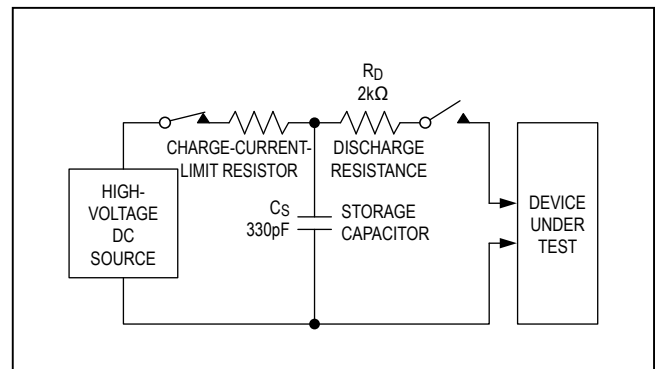 RD
2kΩ
CHARGE-CURRENT-
LIMIT RESISTOR
DISCHARGE
RESISTANCE
HIGH-
VOLTAGE
DC
SOURCE
CS
330pF
STORAGE
CAPACITOR
DEVICE
UNDER
TEST